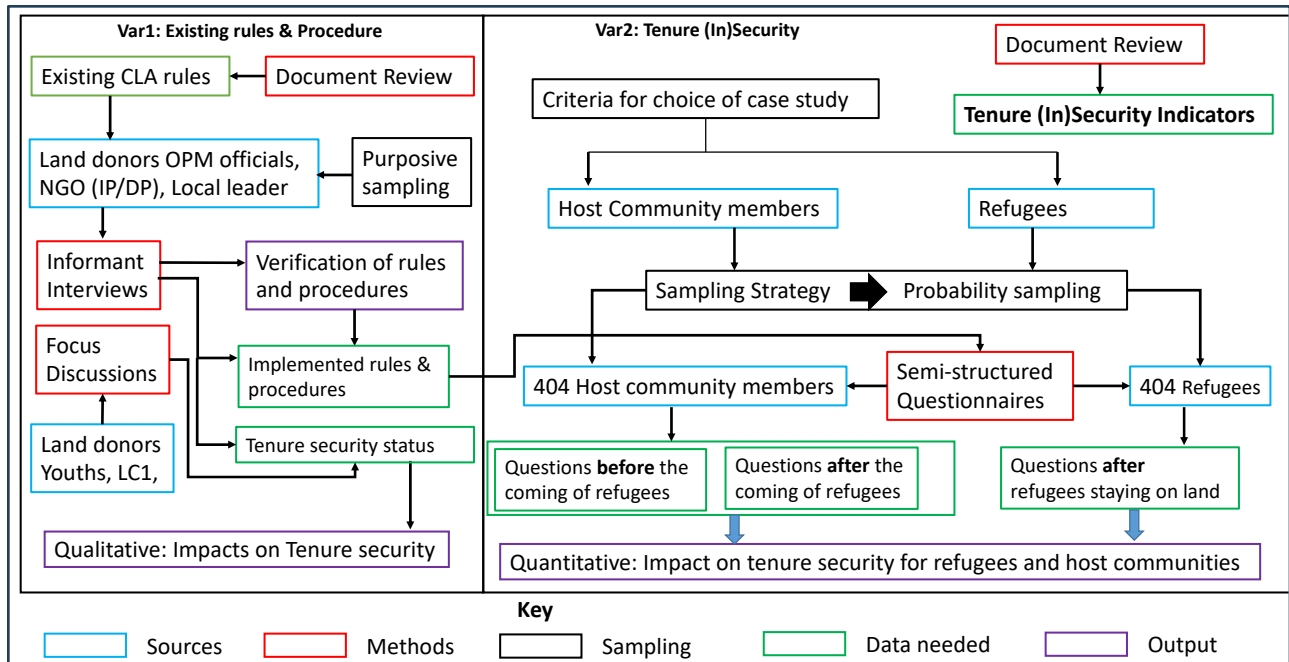 Var1: Existing rules & Procedure
Existing CLA rules
Document Review
Land donors OPM officials,
NGO (IP/DP), Local leader
Purposive
sampling
Informant
Interviews
Verification of rules
and procedures
Focus
Discussions
Implemented rules &
procedures
Land donors
Youths, LC1,
Tenure security status
Qualitative: Impacts on Tenure security
Var2: Tenure (In)Security
Document Review
Criteria for choice of case study
Tenure (In)Security Indicators
Host Community members
Refugees
Sampling Strategy
Probability sampling
404 Host community members
Semi-structured
Questionnaires
404 Refugees
Questions before the
coming of refugees
Questions after the
coming of refugees
Questions after
refugees staying on land
Quantitative: Impact on tenure security for refugees and host communities
Key
Sources
Methods
Sampling
Data needed
Output